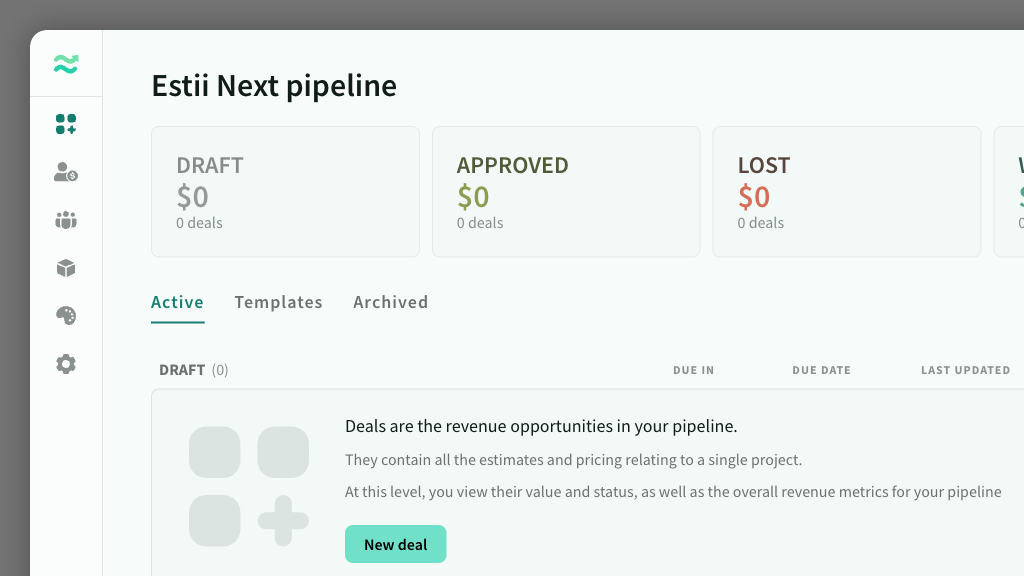 Estii Next pipeline
DRAFT
$0
0 deals
APPROVED
$0
0 deals
LOST
$0
0 deals
Active Templates Archived
DRAFT (0) DUE IN DUE DATE LAST UPDATED
Deals are the revenue opportunities in your pipeline.
They contain all the estimates and pricing relating to a single project.
At this level, you view their value and status, as well as the overall revenue metrics for your pipeline
New deal